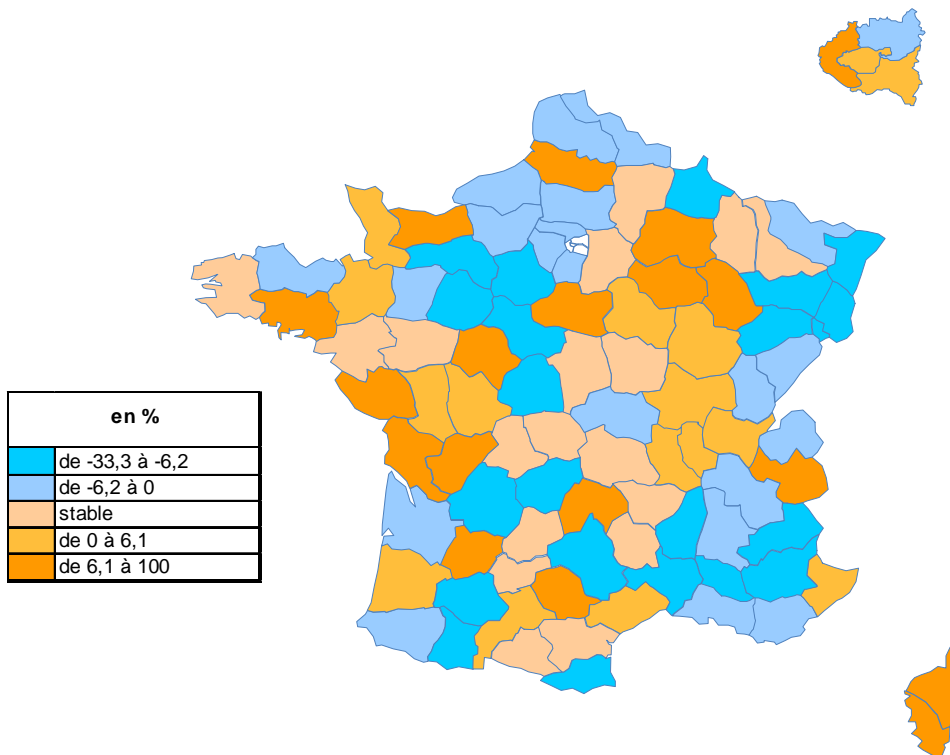 en %
de -33,3 à -6,2
de -6,2 à 0
stable
de 0 à 6,1
de 6,1 à 100